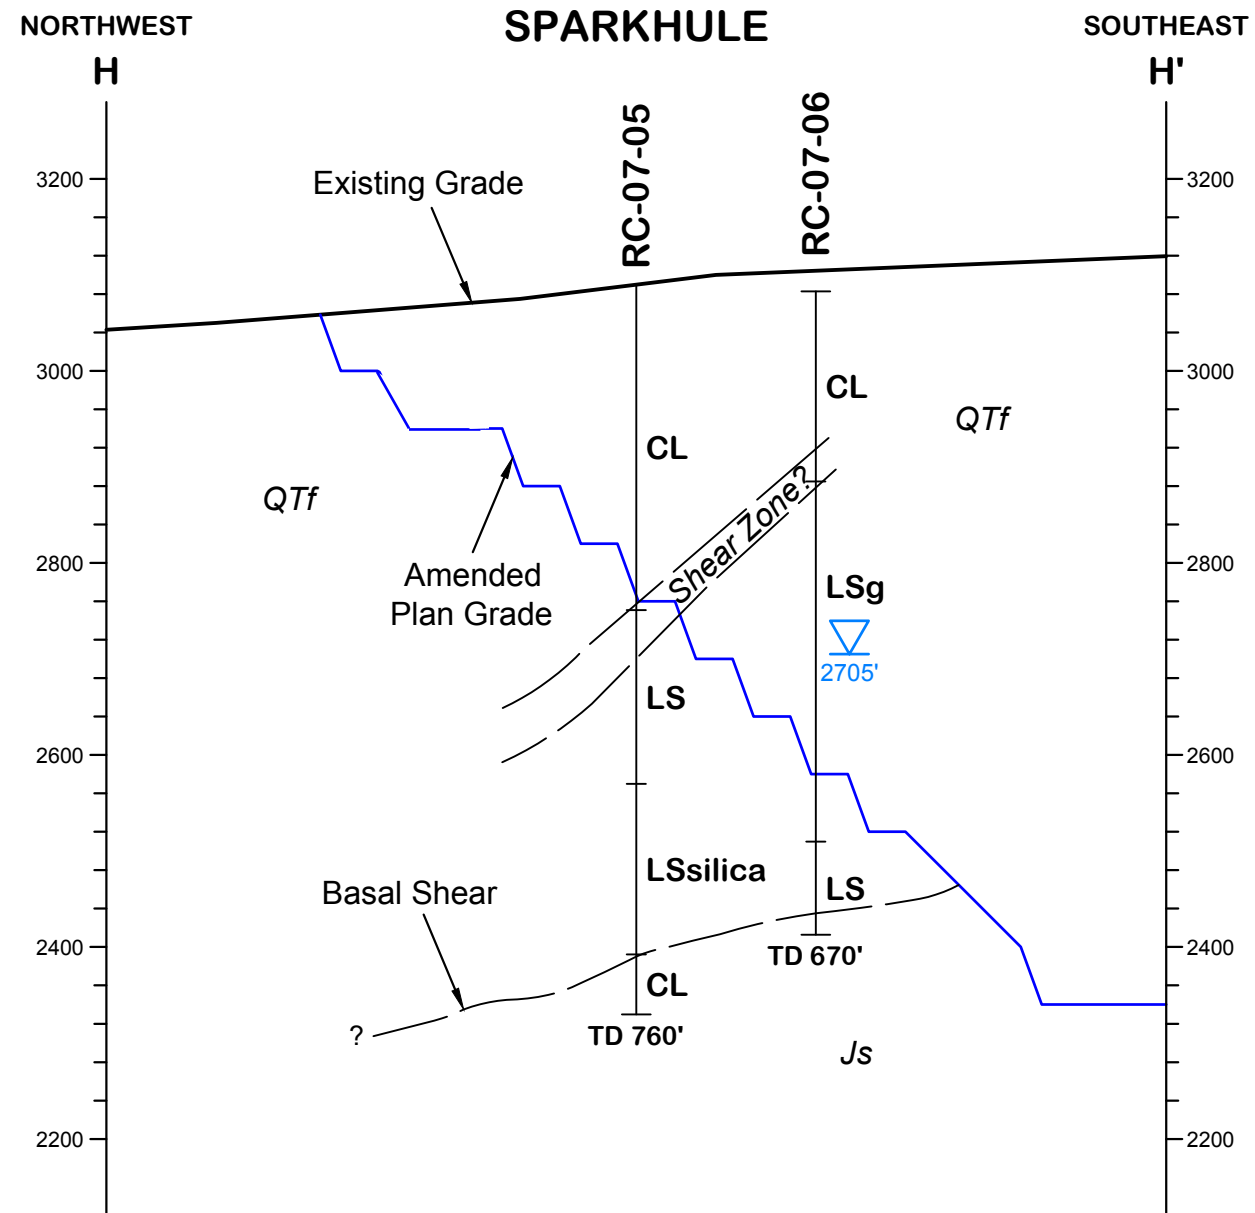 NORTHWEST
SPARKHULE
SOUTHEAST
H
H'
RC-07-05
RC-07-06
3200
3200
Existing Grade
3000
3000
CL
QTf
CL
QTf
Shear Zone?
2800
2800
Amended
Plan Grade
LSg
2705'
LS
2600
2600
LSsilica
LS
Basal Shear
2400
2400
TD 670'
CL
?
TD 760'
Js
2200
2200